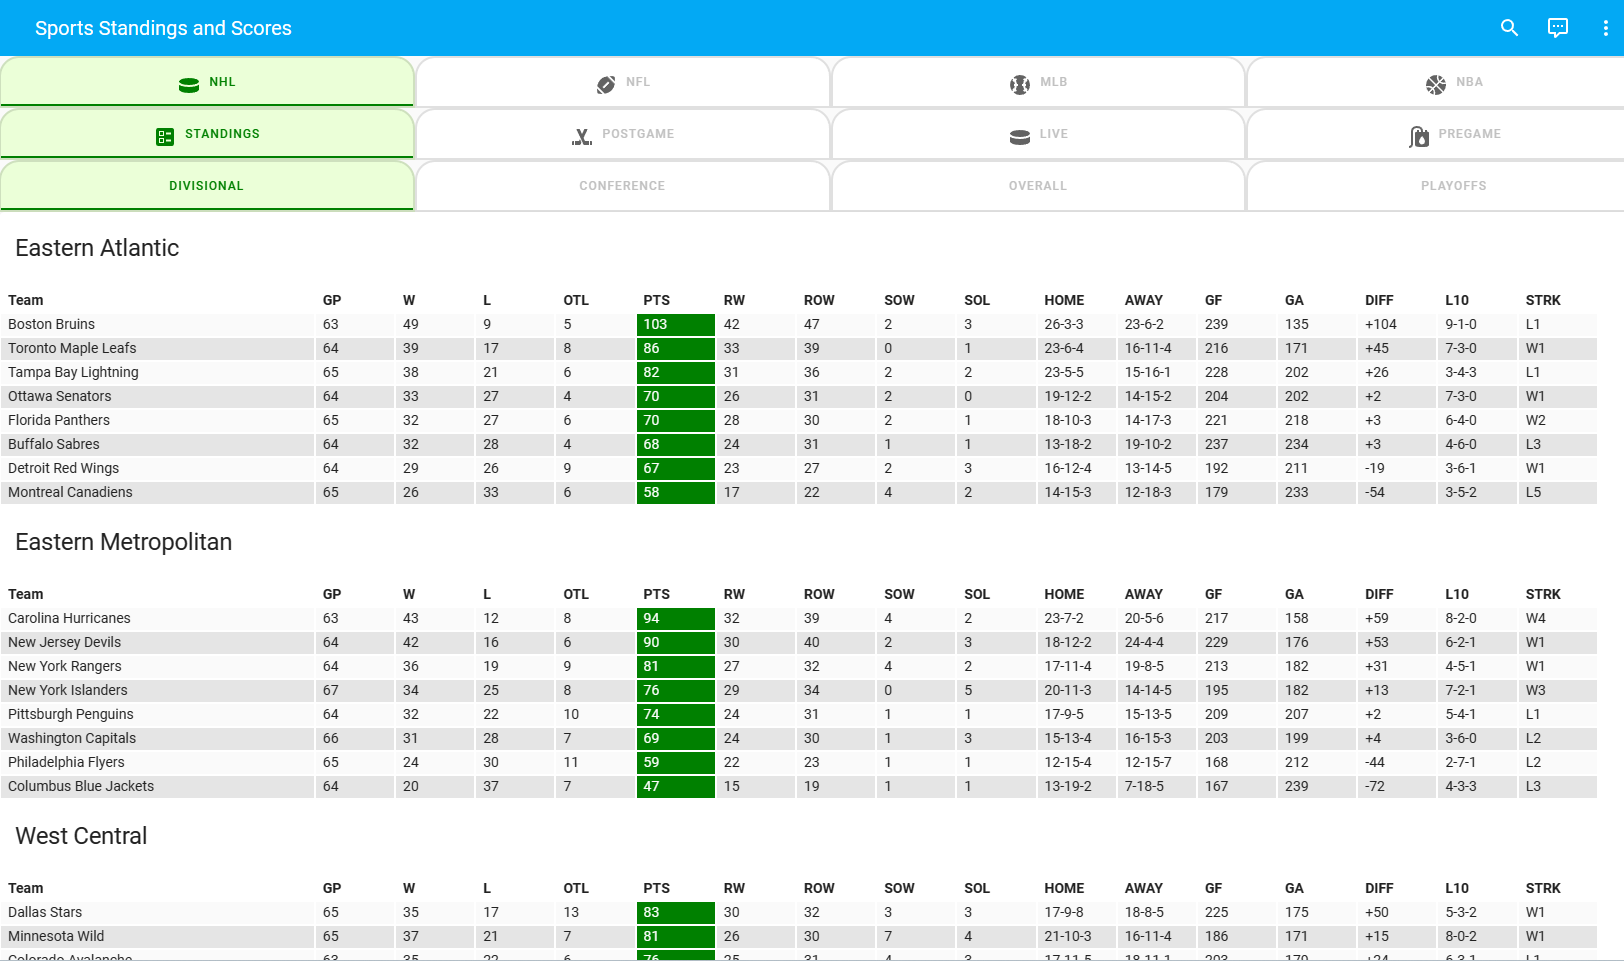 Sports Standings and Scores
NHL NFL MLB NBA
STANDINGS POSTGAME LIVE PREGAME
DIVISIONAL CONFERENCE OVERALL PLAYOFFS
Eastern Atlantic
Team GP W L OTL PTS RW ROW SOW SOL HOME AWAY GF GA DIFF L10 STRK
Boston Bruins 63 49 9 5 103 42 47 2 3 26-3-3 23-6-2 239 135 +104 9-1-0 L1
Toronto Maple Leafs 64 39 17 8 86 33 39 0 1 23-6-4 16-11-4 216 171 +45 7-3-0 W1
Tampa Bay Lightning 65 38 21 6 82 31 36 2 2 23-5-5 15-16-1 228 202 +26 3-4-3 L1
Ottawa Senators 64 33 27 4 70 26 31 2 0 19-12-2 14-15-2 204 202 +2 7-3-0 W1
Florida Panthers 65 32 27 6 70 28 30 2 1 18-10-3 14-17-3 221 218 +3 6-4-0 W2
Buffalo Sabres 64 32 28 4 68 24 31 1 1 13-18-2 19-10-2 237 234 +3 4-6-0 L3
Detroit Red Wings 64 29 26 9 67 23 27 2 3 16-12-4 13-14-5 192 211 -19 3-6-1 W1
Montreal Canadiens 65 26 33 6 58 17 22 4 2 14-15-3 12-18-3 179 233 -54 3-5-2 L5
Eastern Metropolitan
Team GP W L OTL PTS RW ROW SOW SOL HOME AWAY GF GA DIFF L10 STRK
Carolina Hurricanes 63 43 12 8 94 32 39 4 2 23-7-2 20-5-6 217 158 +59 8-2-0 W4
New Jersey Devils 64 42 16 6 90 30 40 2 3 18-12-2 24-4-4 229 176 +53 6-2-1 W1
New York Rangers 64 36 19 9 81 27 32 4 2 17-11-4 19-8-5 213 182 +31 4-5-1 W1
New York Islanders 67 34 25 8 76 29 34 0 5 20-11-3 14-14-5 195 182 +13 7-2-1 W3
Pittsburgh Penguins 64 32 22 10 74 24 31 1 1 17-9-5 15-13-5 209 207 +2 5-4-1 L1
Washington Capitals 66 31 28 7 69 24 30 1 3 15-13-4 16-15-3 203 199 +4 3-6-0 L2
Philadelphia Flyers 65 24 30 11 59 22 23 1 1 12-15-4 12-15-7 168 212 -44 2-7-1 L2
Columbus Blue Jackets 64 20 37 7 47 15 19 1 1 13-19-2 7-18-5 167 239 -72 4-3-3 L3
West Central
Team GP W L OTL PTS RW ROW SOW SOL HOME AWAY GF GA DIFF L10 STRK
Dallas Stars 65 35 17 13 83 30 32 3 3 17-9-8 18-8-5 225 175 +50 5-3-2 W1
Minnesota Wild 65 37 21 7 81 26 30 7 4 21-10-3 16-11-4 186 171 +15 8-0-2 W1
Colorado Avalanche 63 35 22 6 76 25 31 4 3 17-11-5 18-11-1 203 179 +24 6-3-1 L1